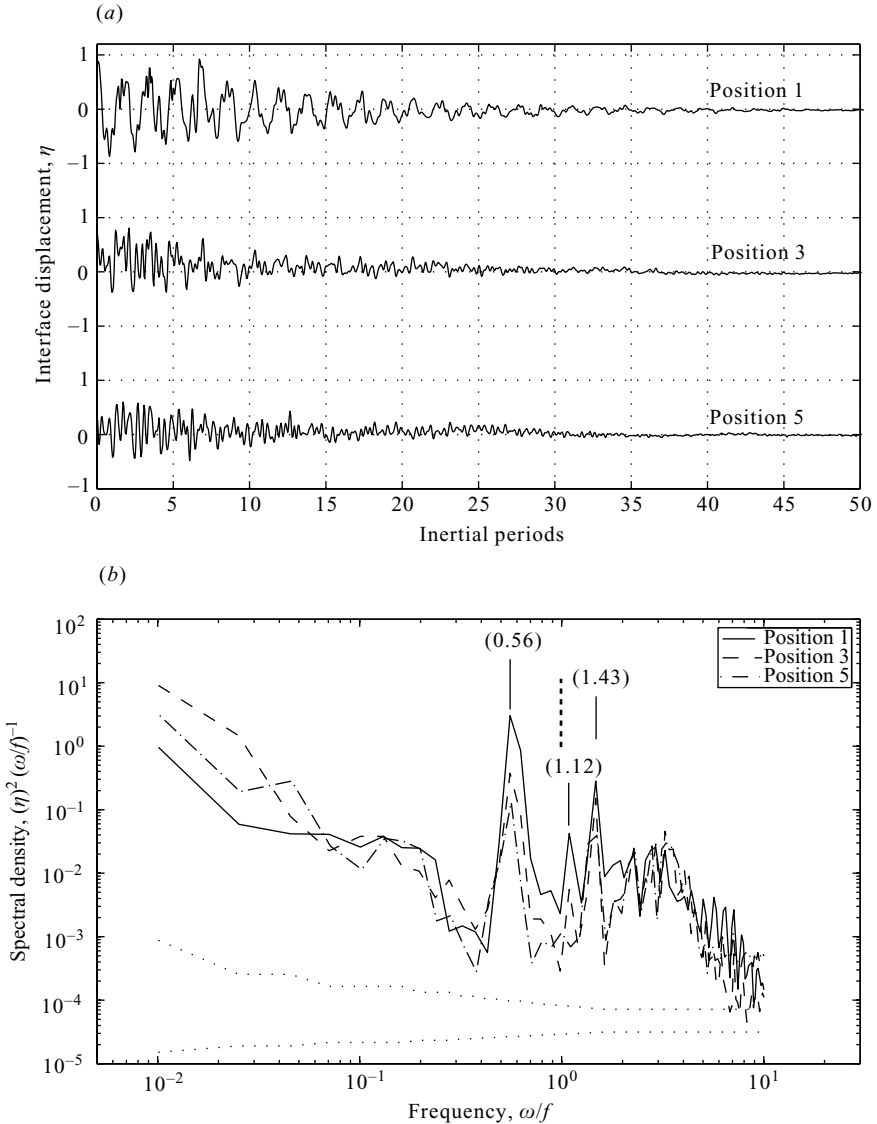 (a)
1
Position 1
0
−1
1
Position 3
0
−1
1
Position 5
0
−1
Interface displacement, η
0 5 10 15 20 25 30 35 40 45 50
Inertial periods
(b)
10²
(0.56)
Position 1
Position 3
Position 5
10¹
(1.43)
10⁰
(1.12)
10⁻¹
10⁻²
10⁻³
10⁻⁴
10⁻⁵
Spectral density, (η)² (ω/f)⁻¹
10⁻² 10⁻¹ 10⁰ 10¹
Frequency, ω/f